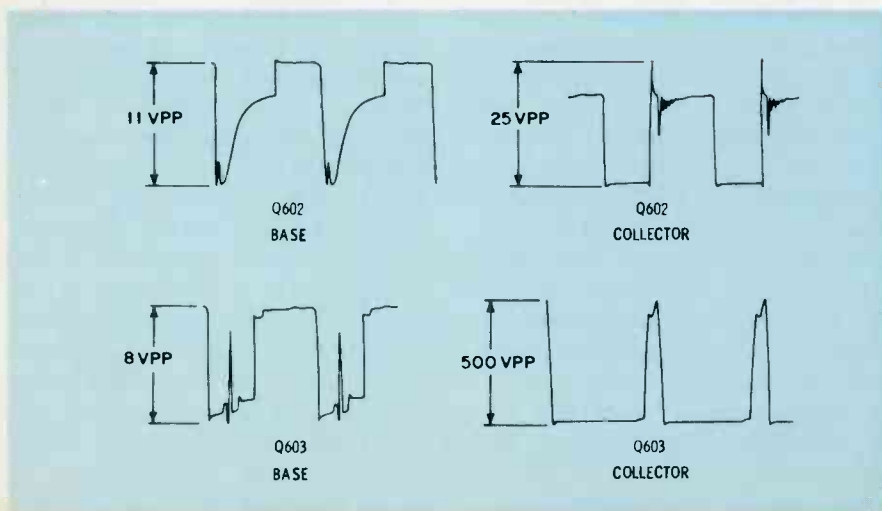 11 VPP
Q602
BASE
25 VPP
Q602
COLLECTOR
8 VPP
Q603
BASE
500 VPP
Q603
COLLECTOR